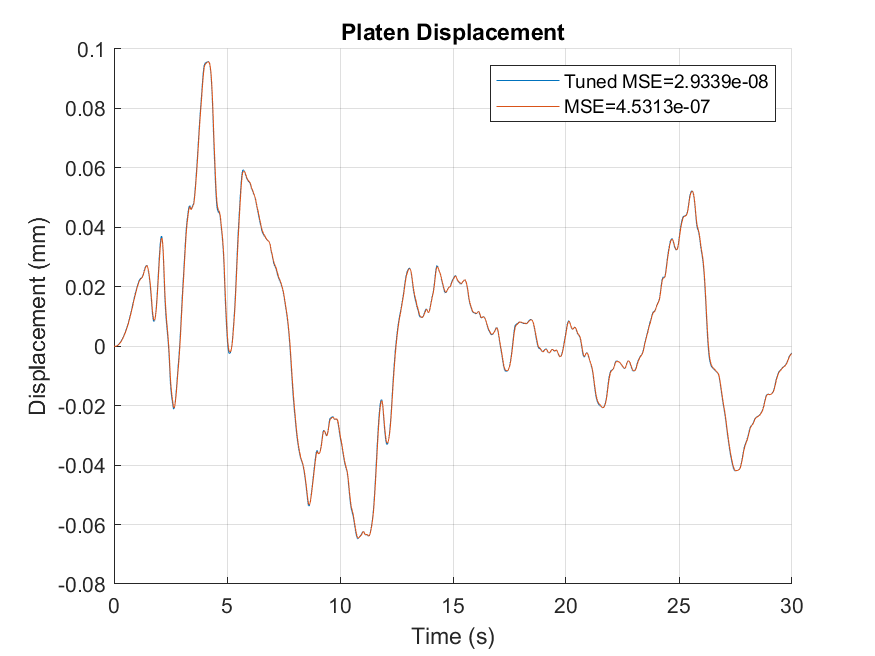 Platen Displacement
Tuned MSE=2.9339e-08
MSE=4.5313e-07
0.1
0.08
0.06
0.04
0.02
0
-0.02
-0.04
-0.06
-0.08
Displacement (mm)
0 5 10 15 20 25 30
Time (s)